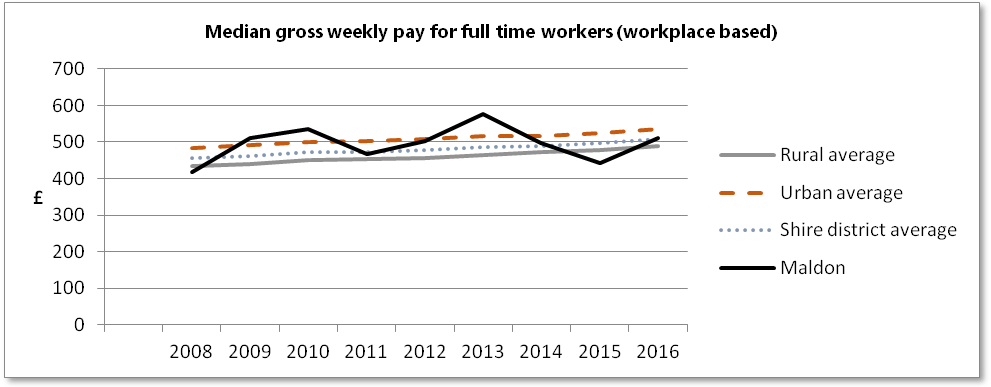 Median gross weekly pay for full time workers (workplace based)
700
600
500
400
£
300
200
100
0
2008 2009 2010 2011 2012 2013 2014 2015 2016
Rural average
Urban average
Shire district average
Maldon